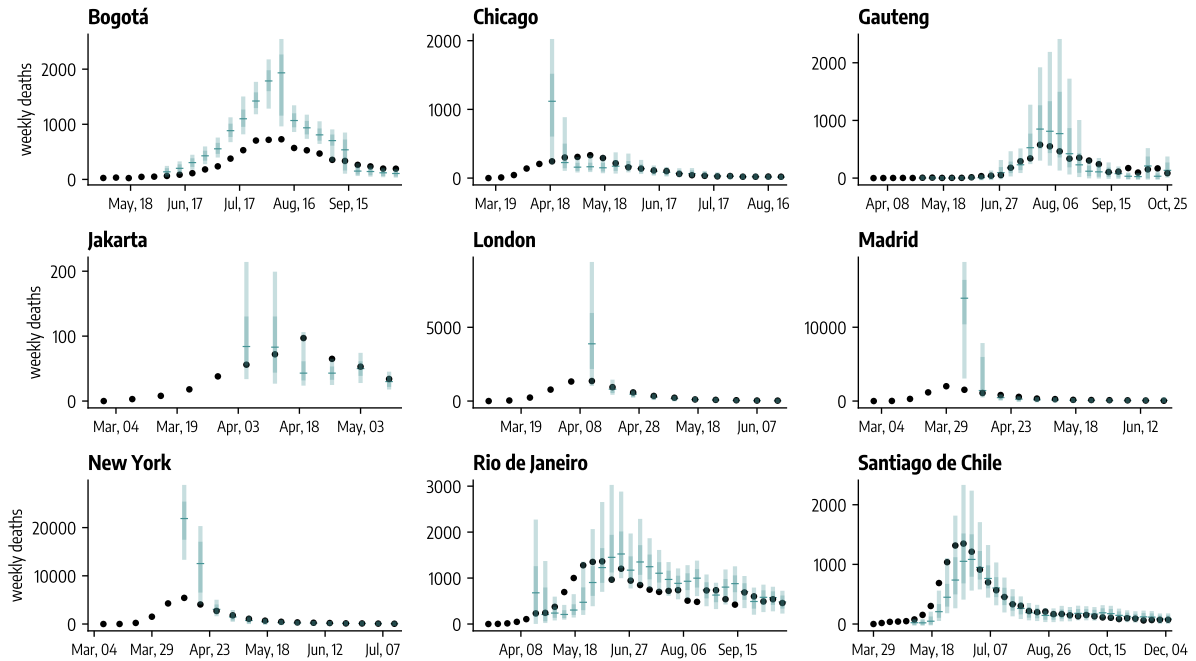 Bogotá
weekly deaths
2000
1000
0
May, 18 Jun, 17 Jul, 17 Aug, 16 Sep, 15
Chicago
2000
1000
0
Mar, 19 Apr, 18 May, 18 Jun, 17 Jul, 17 Aug, 16
Gauteng
2000
1000
0
Apr, 08 May, 18 Jun, 27 Aug, 06 Sep, 15 Oct, 25
Jakarta
weekly deaths
200
100
0
Mar, 04 Mar, 19 Apr, 03 Apr, 18 May, 03
London
5000
0
Mar, 19 Apr, 08 Apr, 28 May, 18 Jun, 07
Madrid
10000
0
Mar, 04 Mar, 29 Apr, 23 May, 18 Jun, 12
New York
weekly deaths
20000
10000
0
Mar, 04 Mar, 29 Apr, 23 May, 18 Jun, 12 Jul, 07
Rio de Janeiro
3000
2000
1000
0
Apr, 08 May, 18 Jun, 27 Aug, 06 Sep, 15
Santiago de Chile
2000
1000
0
Mar, 29 May, 18 Jul, 07 Aug, 26 Oct, 15 Dec, 04